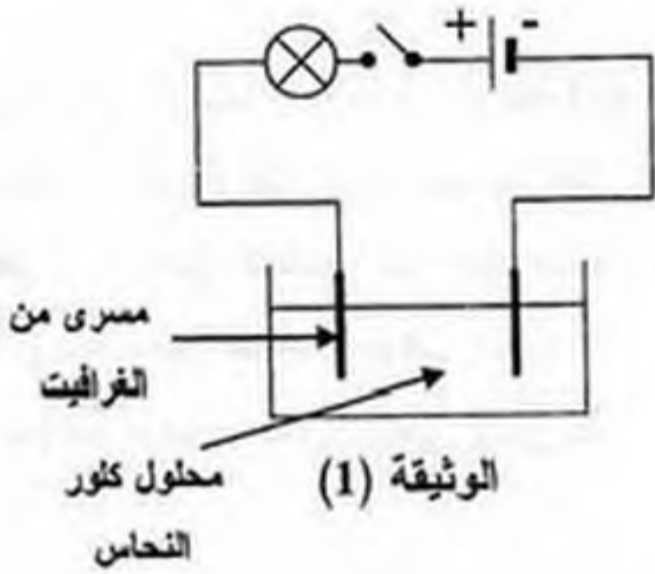 + -
مسرى من
الغرافيت
محلول كلور
النحاس
الوثيقة (1)